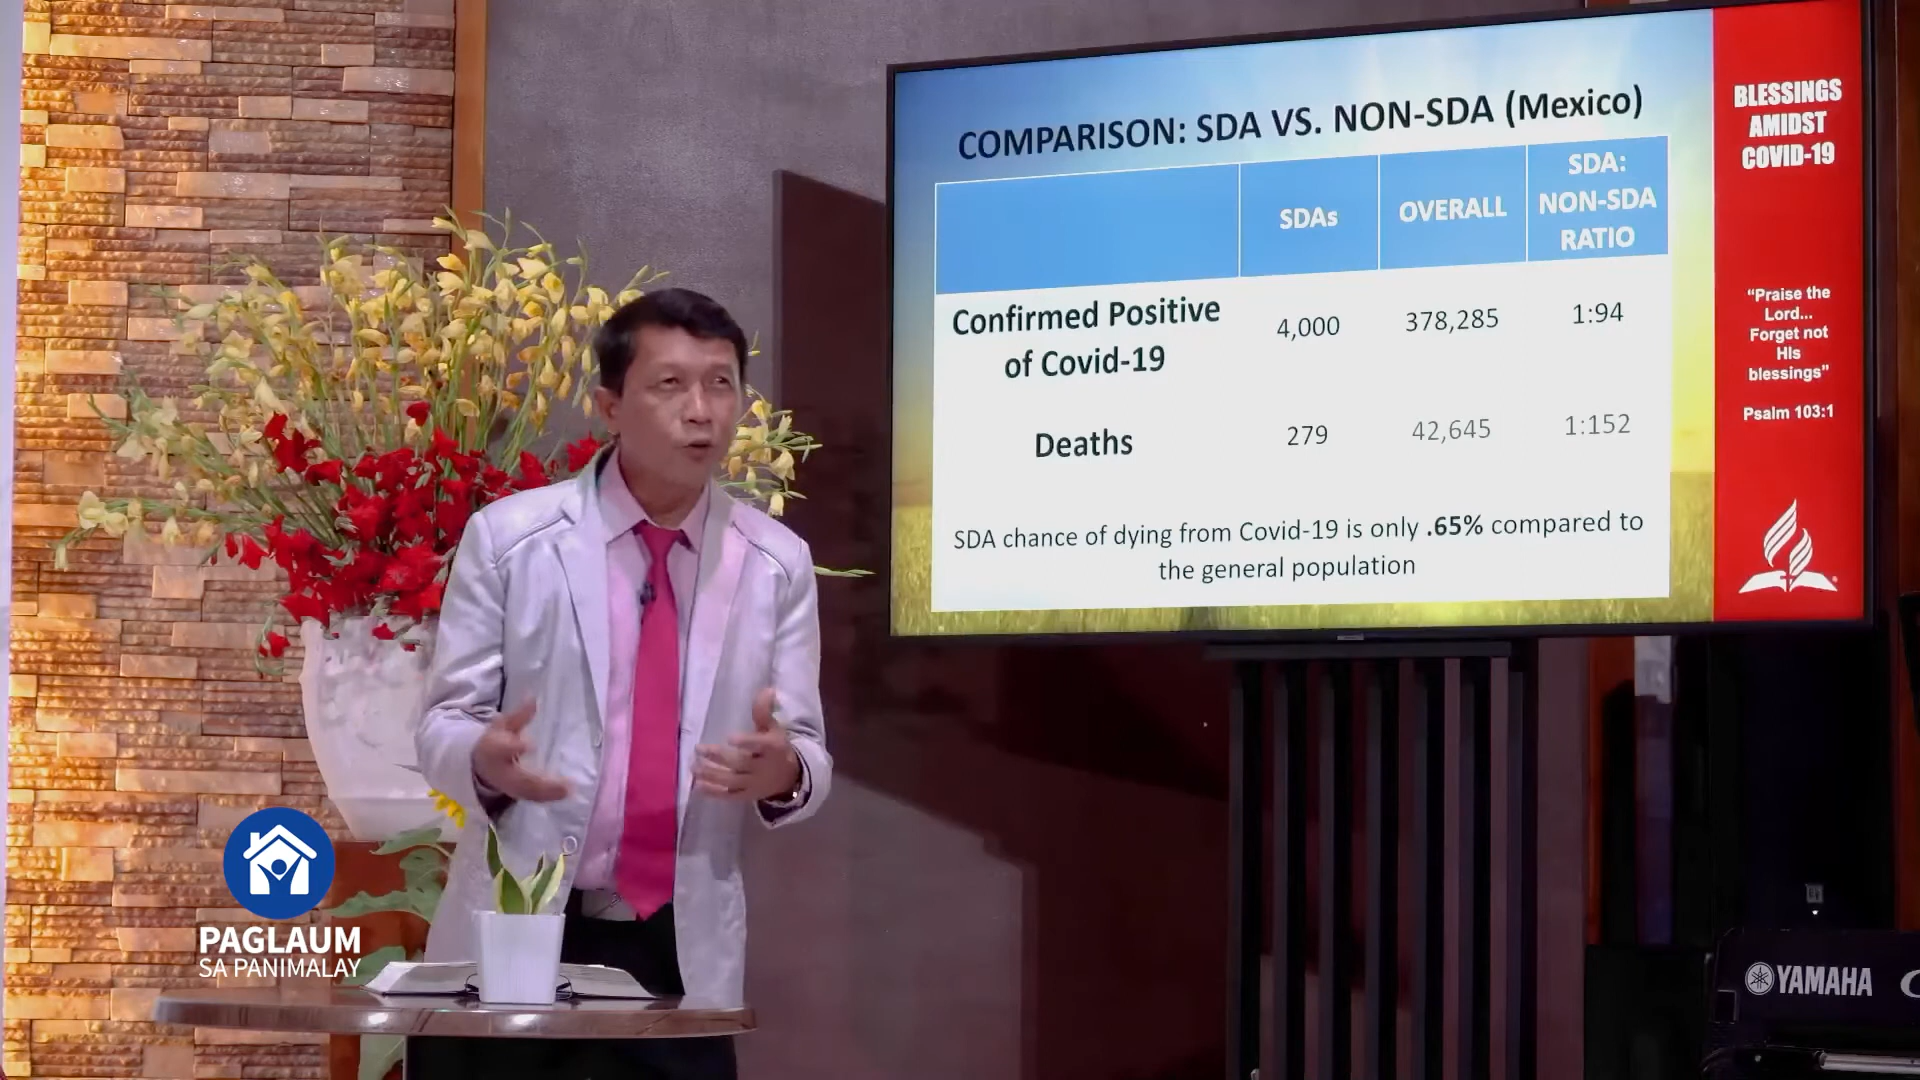 COMPARISON: SDA VS. NON-SDA (Mexico)
SDAs
OVERALL
SDA:
NON-SDA
RATIO
Confirmed Positive
of Covid-19
4,000
378,285
1:94
Deaths
279
42,645
1:152
SDA chance of dying from Covid-19 is only .65% compared to
the general population
BLESSINGS
AMIDST
COVID-19
“Praise the
Lord...
Forget not
HIs
blessings”
Psalm 103:1
PAGLAUM
SA PANIMALAY
YAMAHA